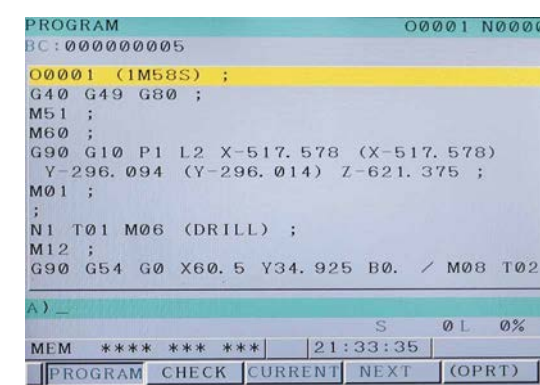 PROGRAM O0001 N0000
BC:000000005
O0001 (1M58S) ;
G40 G49 G80 ;
M51 ;
M60 ;
G90 G10 P1 L2 X-517.578 (X-517.578)
Y-296.094 (Y-296.014) Z-621.375 ;
M01 ;
;
N1 T01 M06 (DRILL) ;
M12 ;
G90 G54 G0 X60.5 Y34.925 B0. / M08 T02
A)_
S 0 L 0%
MEM **** *** *** 21:33:35
PROGRAM CHECK CURRENT NEXT (OPRT)